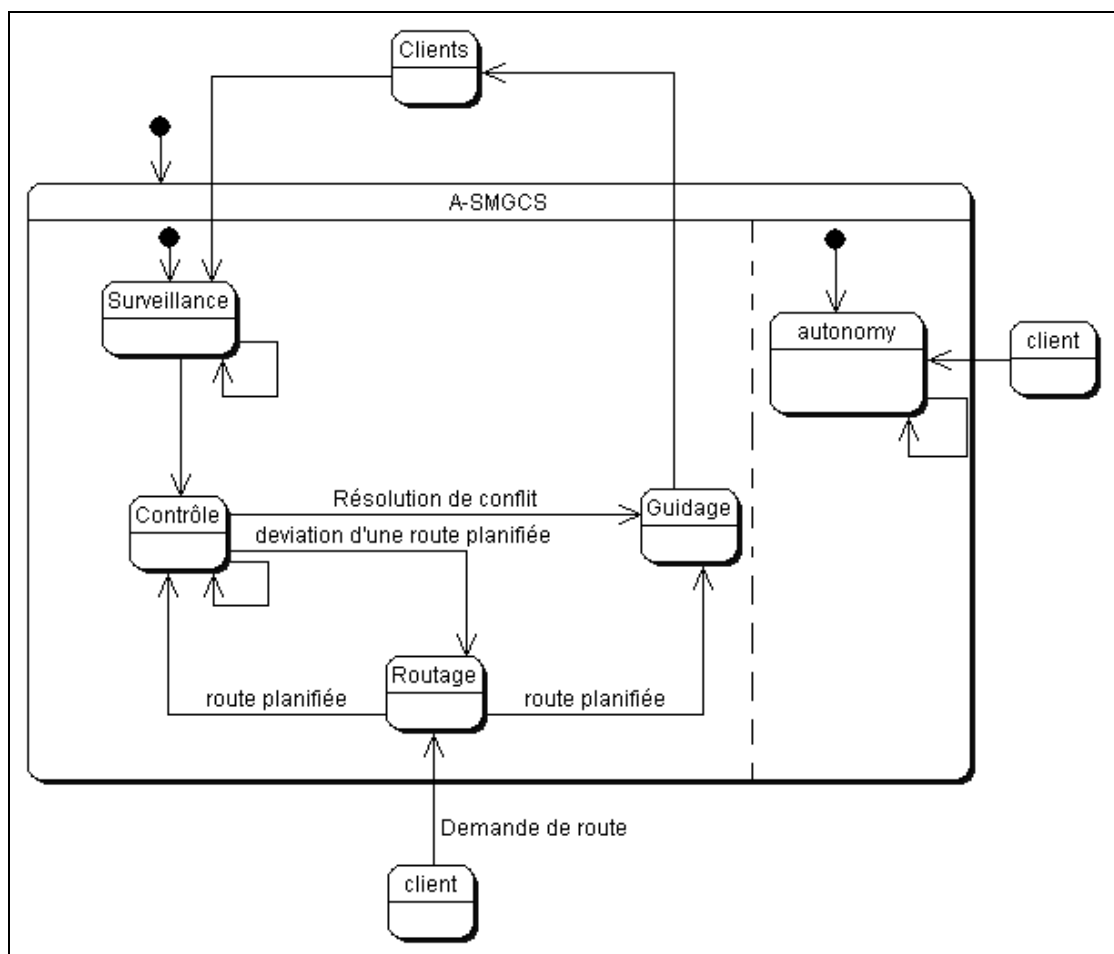 Clients
A-SMGCS
Surveillance
autonomy
client
Contrôle
Résolution de conflit
Guidage
deviation d'une route planifiée
Routage
route planifiée
route planifiée
Demande de route
client